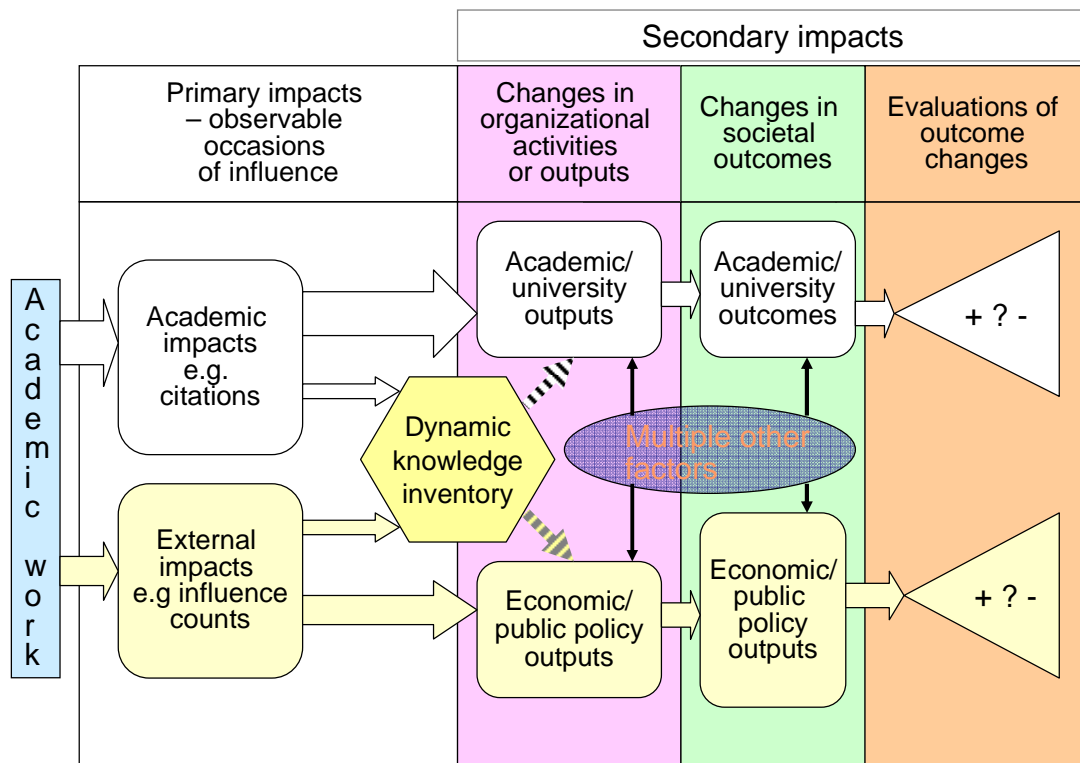 Secondary impacts
Primary impacts
– observable
occasions
of influence
Changes in
organizational
activities
or outputs
Changes in
societal
outcomes
Evaluations of
outcome
changes
Academic work
Academic
impacts
e.g.
citations
Academic/
university
outputs
Academic/
university
outcomes
+ ? -
Dynamic
knowledge
inventory
Multiple other
factors
External
impacts
e.g influence
counts
Economic/
public policy
outputs
Economic/
public
policy
outputs
+ ? -